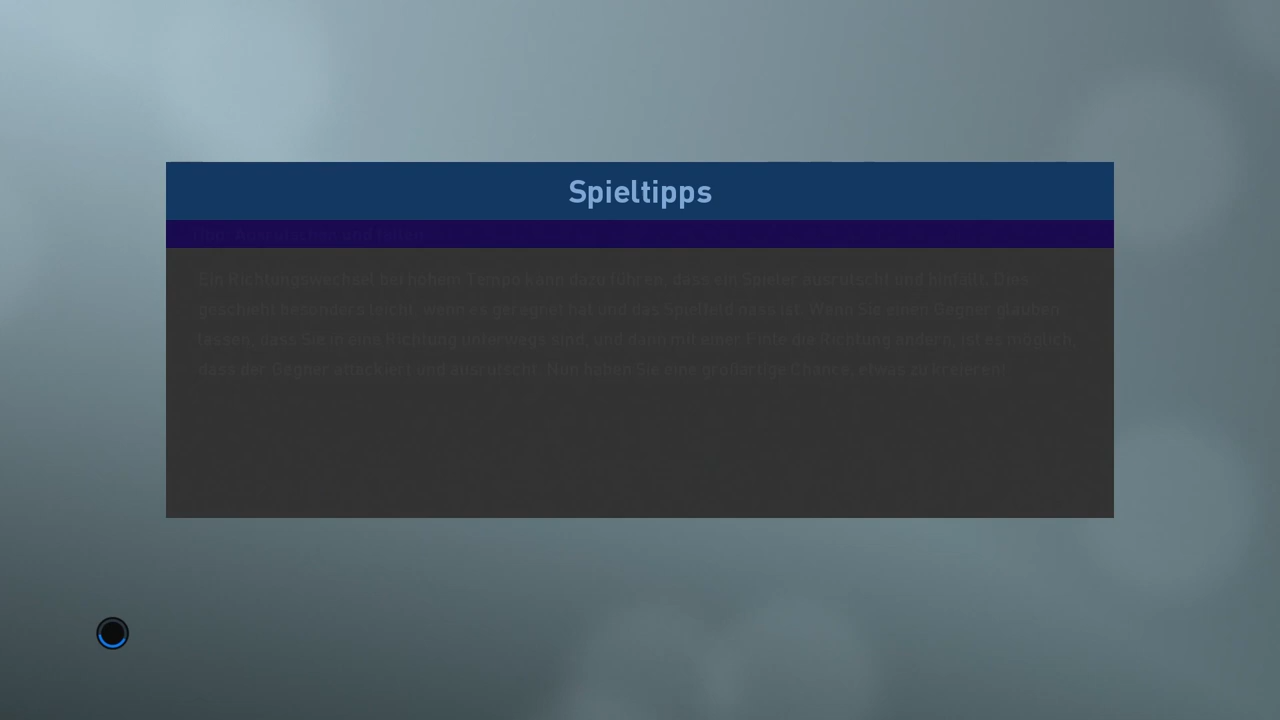 Spieltipps
Ausrutschen und fallen
Ein Richtungswechsel bei hohem Tempo kann dazu führen, dass ein Spieler ausrutscht und hinfällt. Dies
geschieht besonders leicht, wenn es geregnet hat und das Spielfeld nass ist. Wenn Sie einen Gegner glauben
lassen, dass Sie in eine Richtung unterwegs sind, und dann mit einer Finte die Richtung ändern, ist es möglich,
dass der Gegner attackiert und ausrutscht. Nun haben Sie eine großartige Chance, etwas zu kreieren!